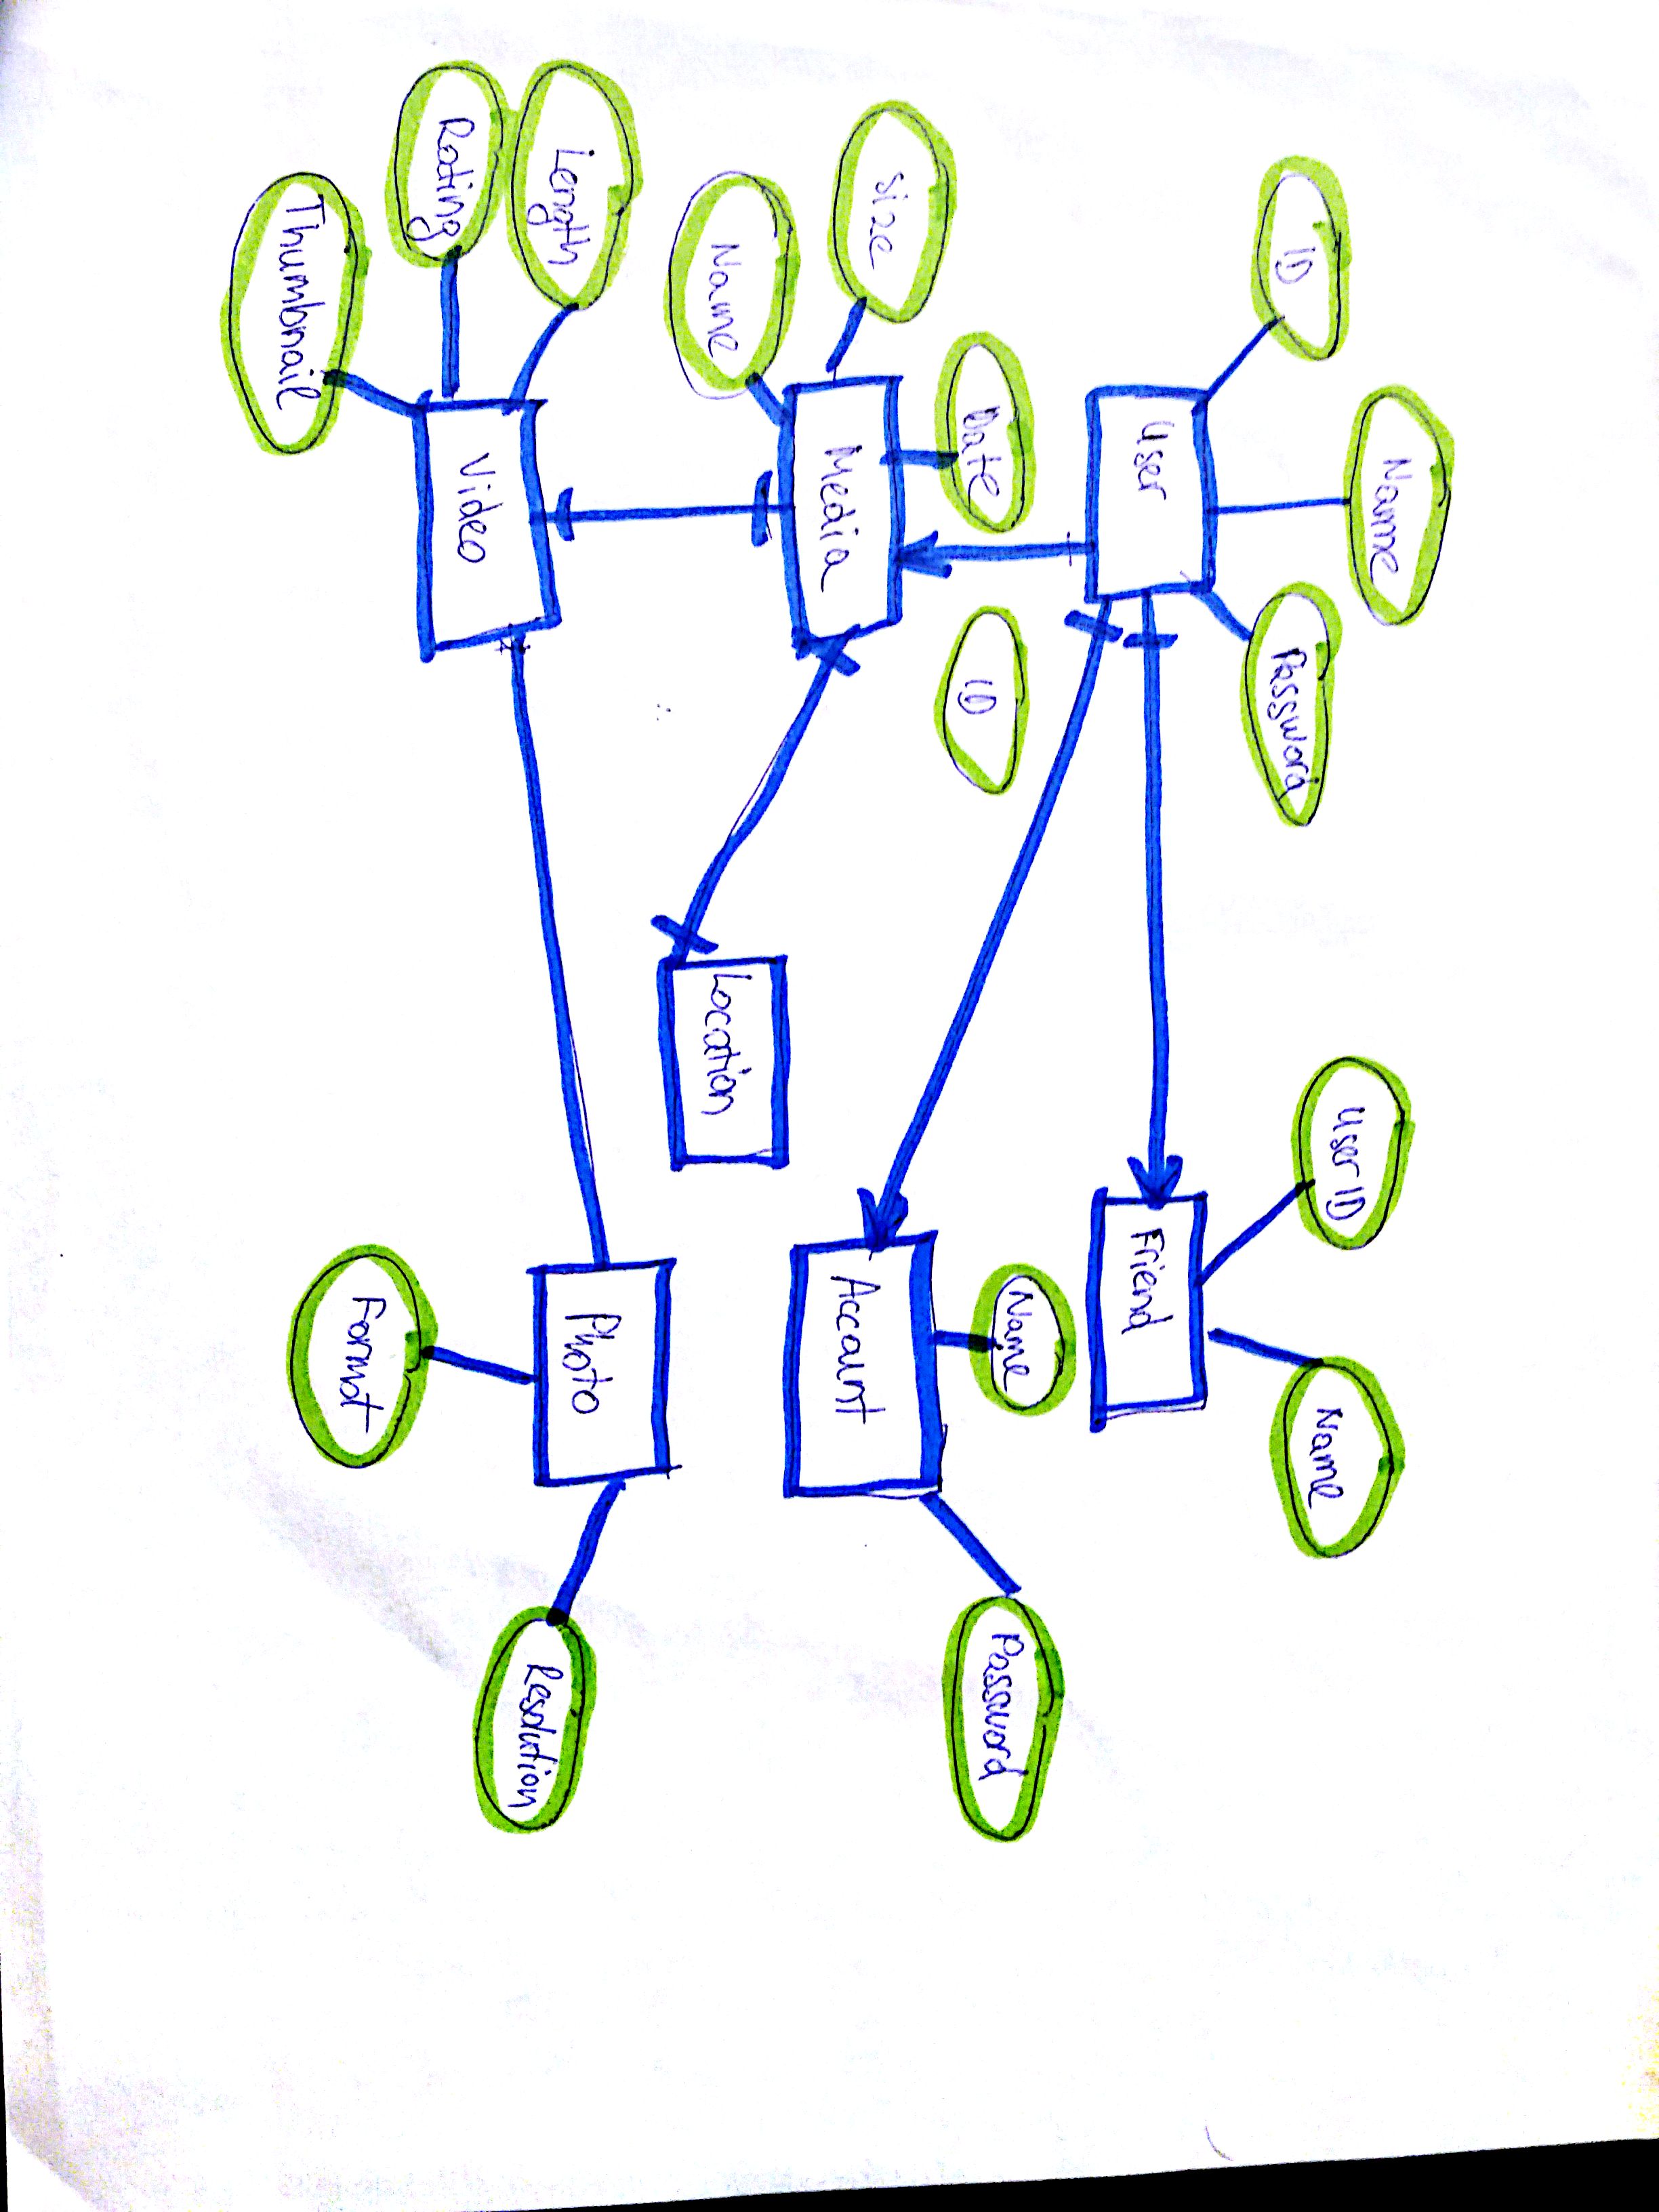 Name
ID
Password
User ID
Name
User
Friend
Date
ID
Name
Password
Size
Media
Account
Name
Location
Length
Video
Photo
Rating
Resolution
Thumbnail
Format